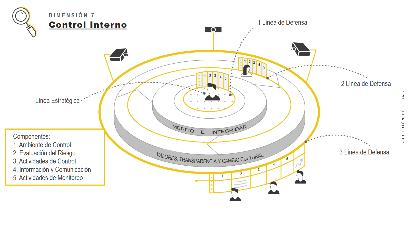 DIMENSIÓN 7
Control Interno
1 Línea de Defensa
2 Línea de Defensa
Línea Estratégica
3 Línea de Defensa
Componentes:
1. Ambiente de Control
2. Evaluación del Riesgo
3. Actividades de Control
4. Información y Comunicación
5. Actividades de Monitoreo